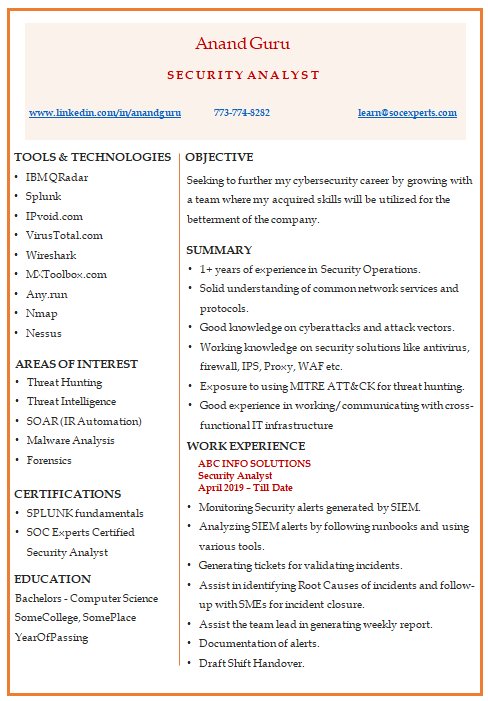 Anand Guru
SECURITY ANALYST
www.linkedin.com/in/anandguru 773-774-8282 learn@socexperts.com
TOOLS & TECHNOLOGIES
• IBM QRadar
• Splunk
• IPvoid.com
• VirusTotal.com
• Wireshark
• MXToolbox.com
• Any.run
• Nmap
• Nessus
AREAS OF INTEREST
• Threat Hunting
• Threat Intelligence
• SOAR (IR Automation)
• Malware Analysis
• Forensics
CERTIFICATIONS
• SPLUNK fundamentals
• SOC Experts Certified
Security Analyst
EDUCATION
Bachelors - Computer Science
SomeCollege, SomePlace
YearOfPassing
OBJECTIVE
Seeking to further my cybersecurity career by growing with
a team where my acquired skills will be utilized for the
betterment of the company.
SUMMARY
• 1+ years of experience in Security Operations.
• Solid understanding of common network services and
protocols.
• Good knowledge on cyberattacks and attack vectors.
• Working knowledge on security solutions like antivirus,
firewall, IPS, Proxy, WAF etc.
• Exposure to using MITRE ATT&CK for threat hunting.
• Good experience in working/communicating with cross-
functional IT infrastructure
WORK EXPERIENCE
ABC INFO SOLUTIONS
Security Analyst
April 2019 – Till Date
• Monitoring Security alerts generated by SIEM.
• Analyzing SIEM alerts by following runbooks and using
various tools.
• Generating tickets for validating incidents.
• Assist in identifying Root Causes of incidents and follow-
up with SMEs for incident closure.
• Assist the team lead in generating weekly report.
• Documentation of alerts.
• Draft Shift Handover.